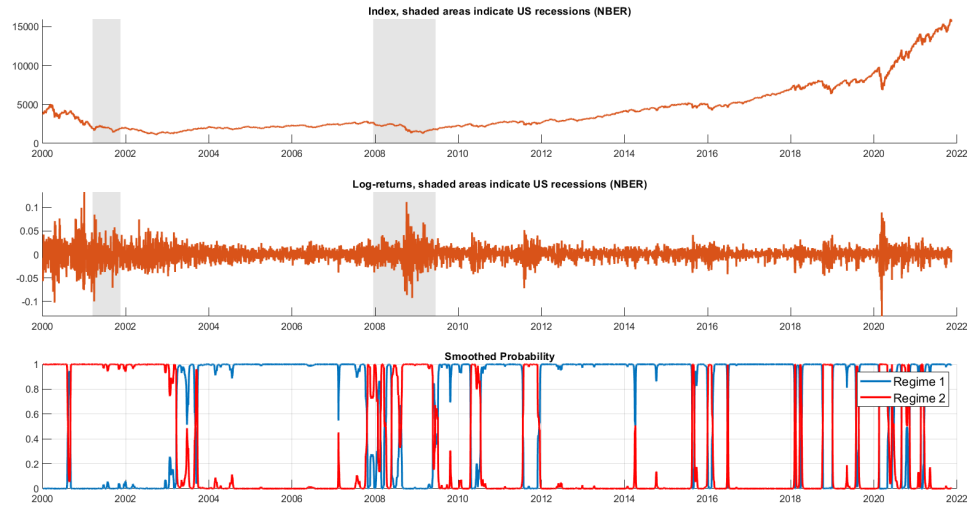 Index, shaded areas indicate US recessions (NBER)
15000
10000
5000
0
2000 2002 2004 2006 2008 2010 2012 2014 2016 2018 2020 2022
Log-returns, shaded areas indicate US recessions (NBER)
0.1
0.05
0
-0.05
-0.1
2000 2002 2004 2006 2008 2010 2012 2014 2016 2018 2020 2022
Smoothed Probability
1
0.8
0.6
0.4
0.2
0
Regime 1
Regime 2
2000 2002 2004 2006 2008 2010 2012 2014 2016 2018 2020 2022